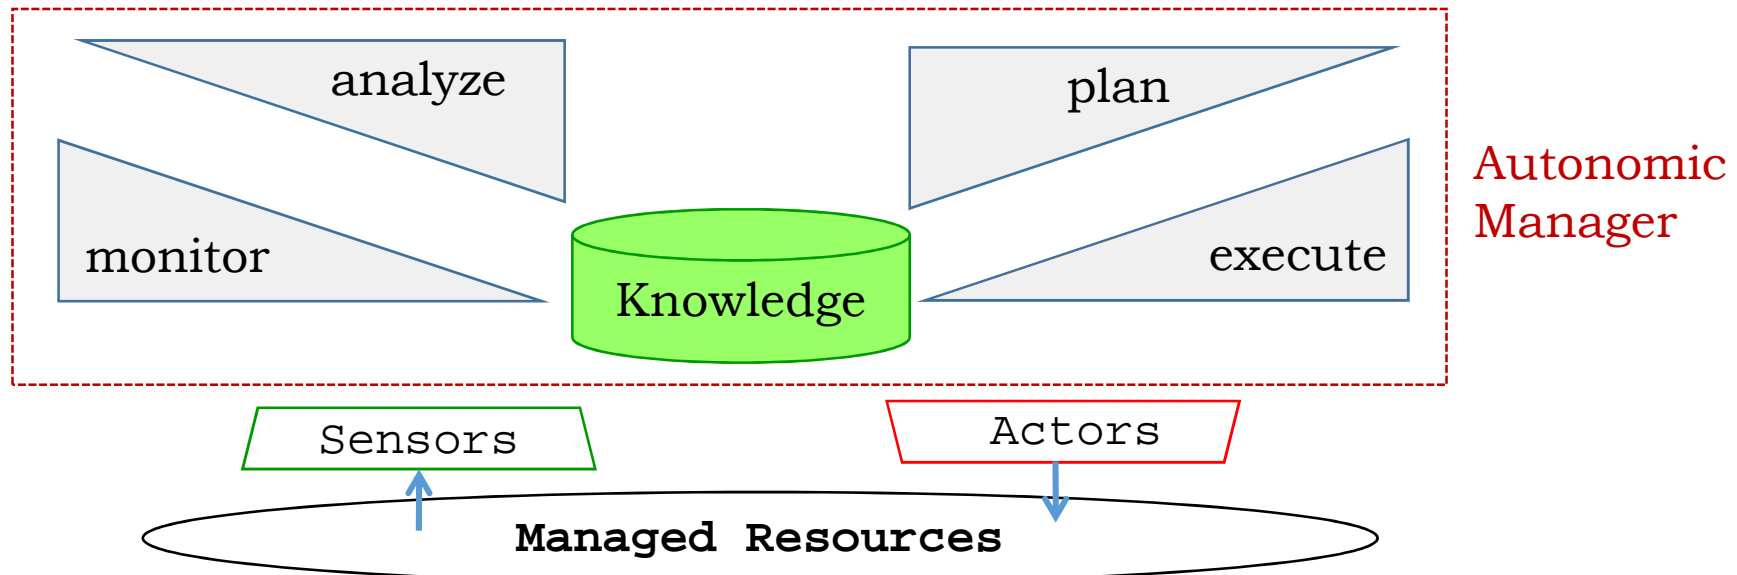 analyze
plan
Autonomic
Manager
monitor
execute
Knowledge
Sensors
Actors
Managed Resources